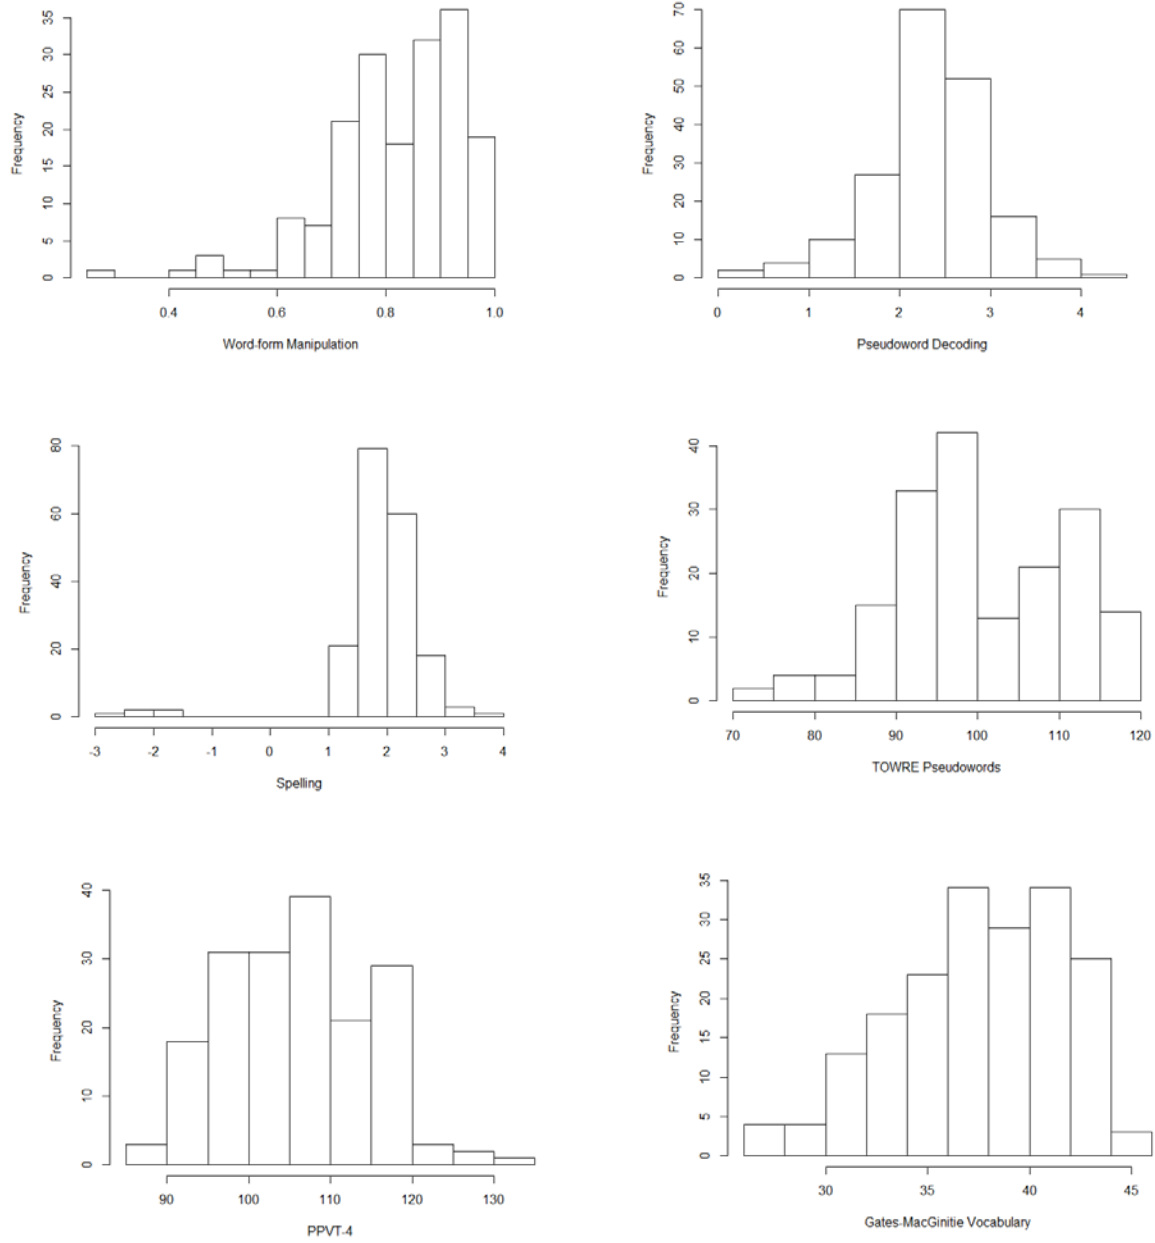 35
30
25
20
15
10
5
0
Frequency
0.4 0.6 0.8 1.0
Word-form Manipulation
70
60
50
40
30
20
10
0
Frequency
0 1 2 3 4
Pseudoword Decoding
80
60
40
20
0
Frequency
-3 -2 -1 0 1 2 3 4
Spelling
40
30
20
10
0
Frequency
70 80 90 100 110 120
TOWRE Pseudowords
40
30
20
10
0
Frequency
90 100 110 120 130
PPVT-4
35
30
25
20
15
10
5
0
Frequency
30 35 40 45
Gates-MacGinitie Vocabulary